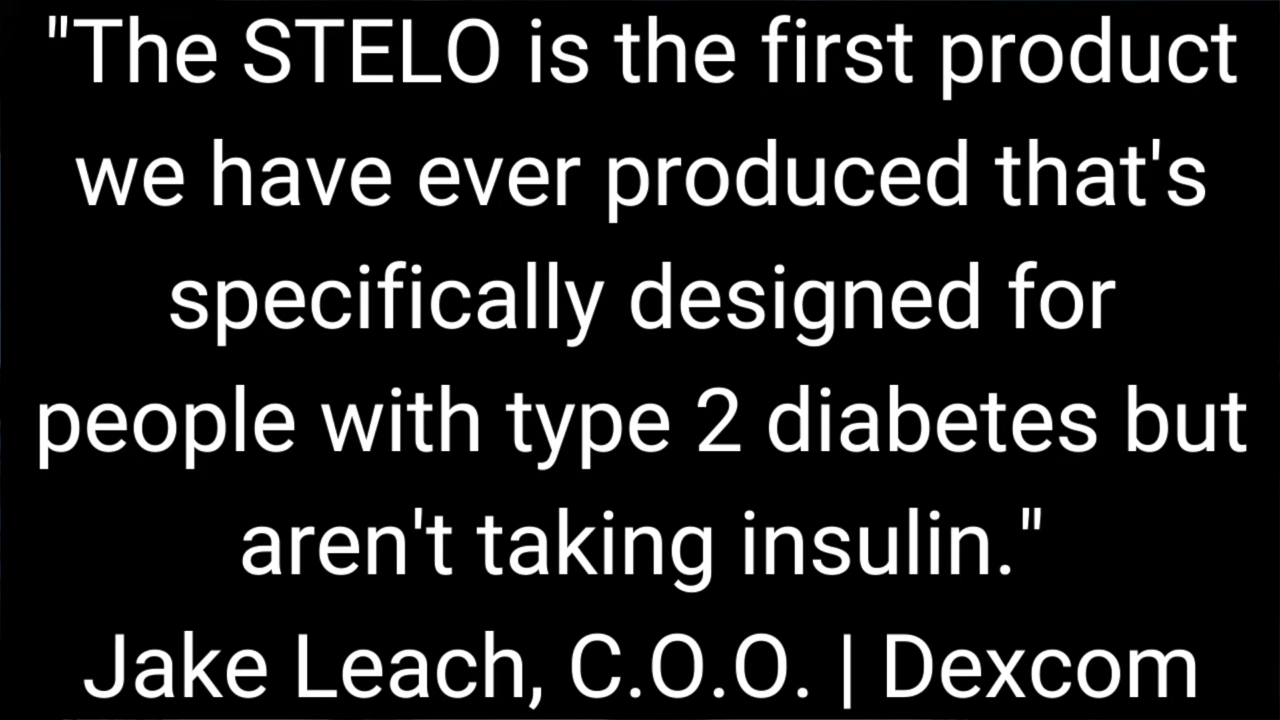 "The STELO is the first product
we have ever produced that's
specifically designed for
people with type 2 diabetes but
aren't taking insulin."
Jake Leach, C.O.O. | Dexcom